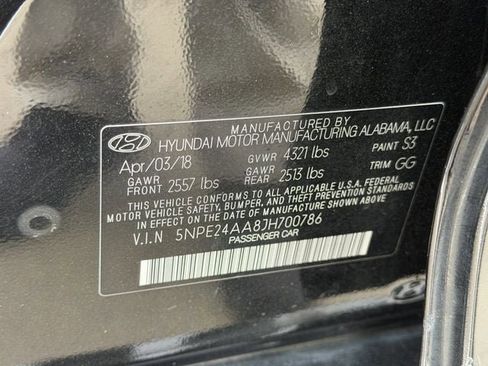 MANUFACTURED BY
HYUNDAI MOTOR MANUFACTURING ALABAMA, LLC
Apr/03/18 GVWR 4321 lbs PAINT S3
GAWR FRONT 2557 lbs GAWR REAR 2513 lbs TRIM GG
THIS VEHICLE CONFORMS TO ALL APPLICABLE U.S.A. FEDERAL
MOTOR VEHICLE SAFETY, BUMPER, AND THEFT PREVENTION STANDARDS
IN EFFECT ON THE DATE OF MANUFACTURE SHOWN ABOVE
V.I.N 5NPE24AA8JH700786
PASSENGER CAR